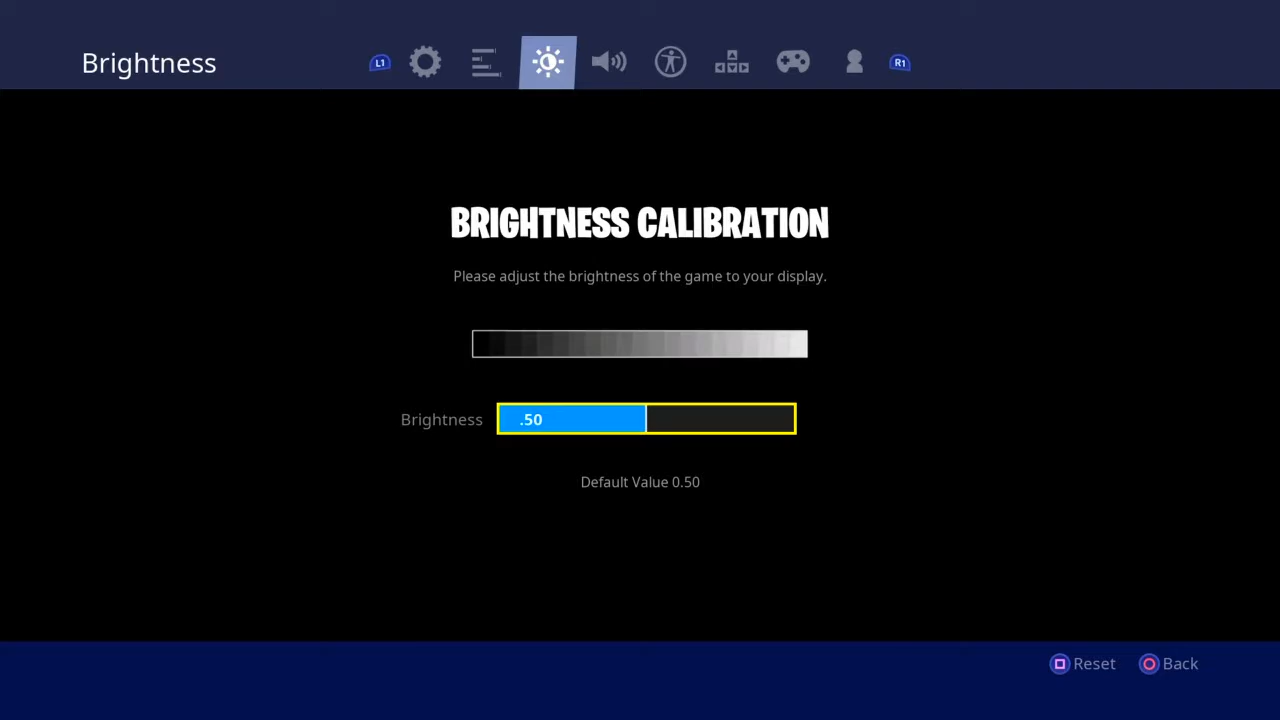 Brightness
L1
R1
BRIGHTNESS CALIBRATION
Please adjust the brightness of the game to your display.
Brightness .50
Default Value 0.50
Reset Back